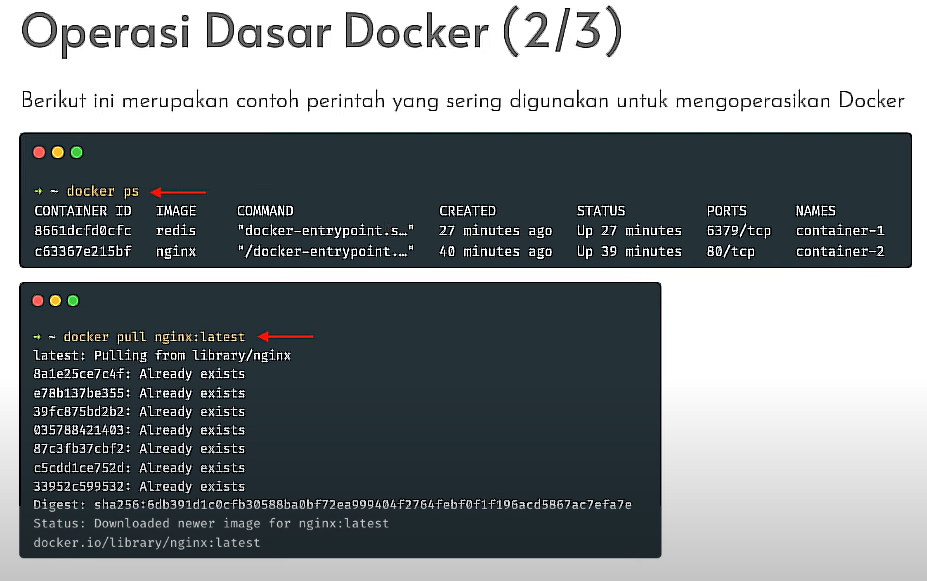 Operasi Dasar Docker (2/3)
Berikut ini merupakan contoh perintah yang sering digunakan untuk mengoperasikan Docker
→ ~ docker ps
CONTAINER ID IMAGE COMMAND CREATED STATUS PORTS NAMES
8661dcfd0cfc redis "docker-entrypoint.s…" 27 minutes ago Up 27 minutes 6379/tcp container-1
c63367e215bf nginx "/docker-entrypoint.…" 40 minutes ago Up 39 minutes 80/tcp container-2
→ ~ docker pull nginx:latest
latest: Pulling from library/nginx
8a1e25ce7c4f: Already exists
e78b137be355: Already exists
39fc875bd2b2: Already exists
035788421403: Already exists
87c3fb37cbf2: Already exists
c5cdd1ce752d: Already exists
33952c599532: Already exists
Digest: sha256:6db391d1c0cfb30588ba0bf72ea999404f2764febf0f1f196acd5867ac7efa7e
Status: Downloaded newer image for nginx:latest
docker.io/library/nginx:latest